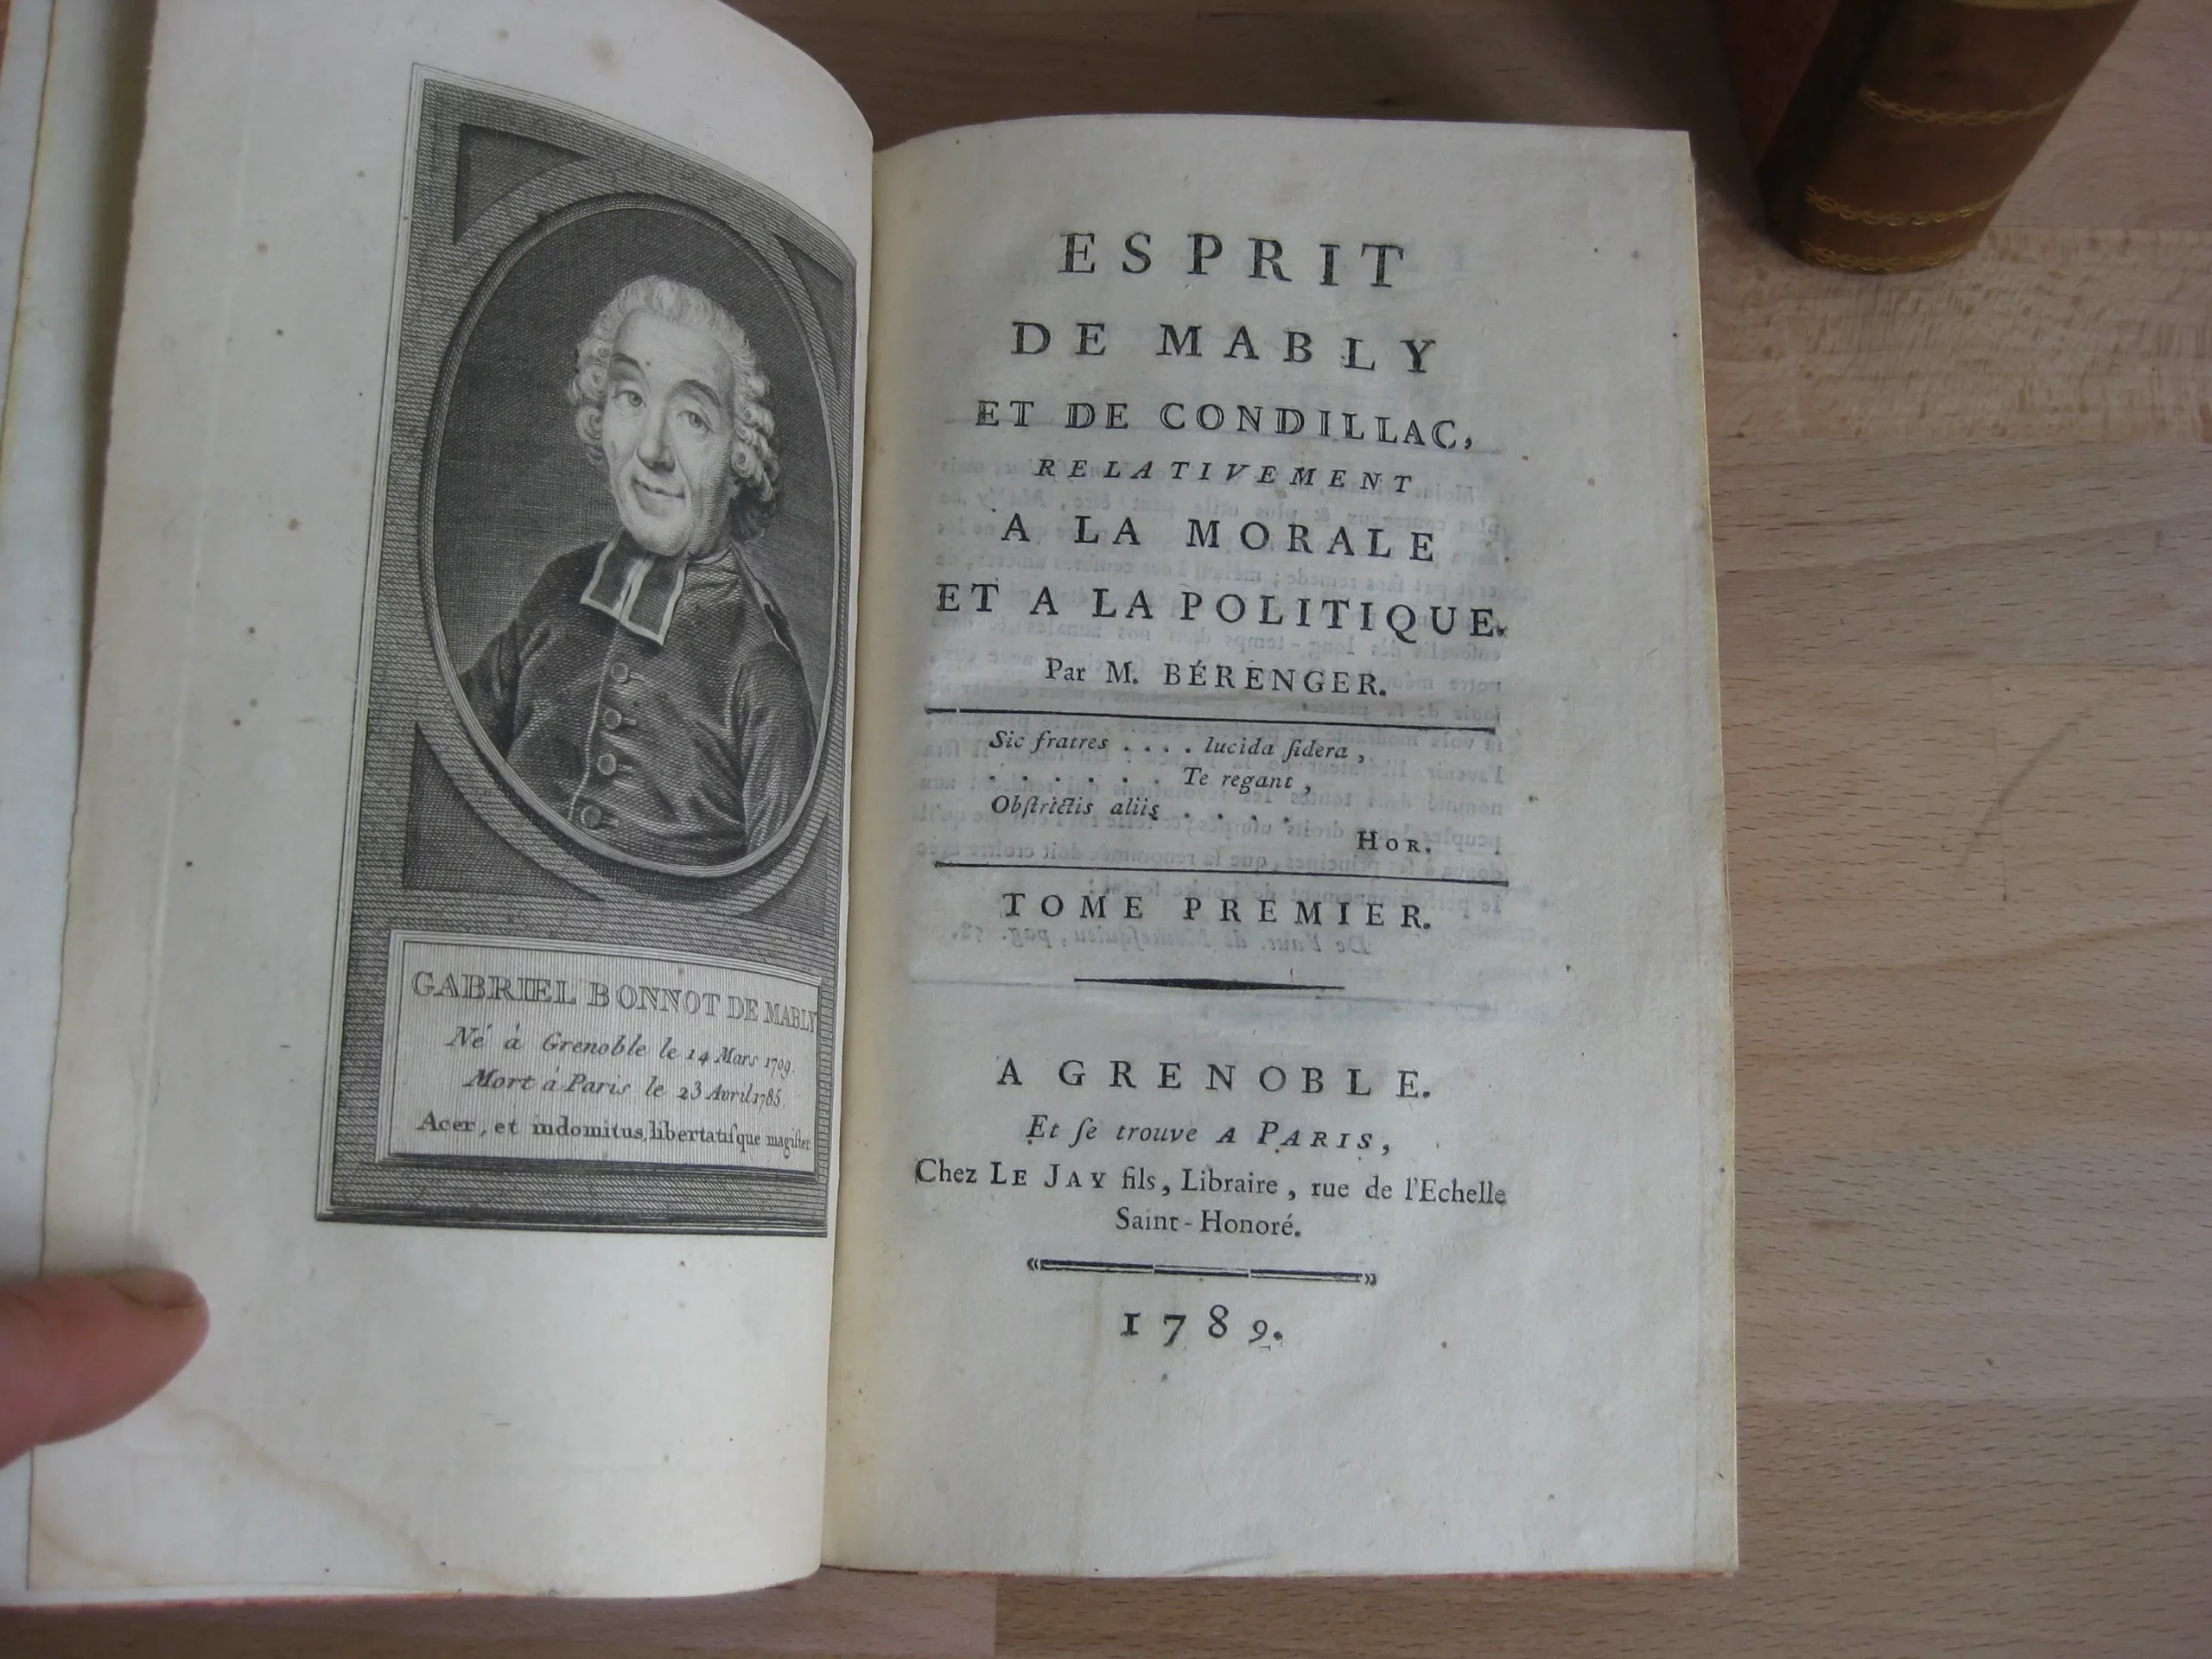 GABRIEL BONNOT DE MABLY
Né à Grenoble le 14 Mars 1709.
Mort à Paris le 23 Avril 1785.
Acer, et indomitus, libertatisque magister
ESPRIT
DE MABLY
ET DE CONDILLAC,
RELATIVEMENT
A LA MORALE
ET A LA POLITIQUE.
Par M. BÉRENGER.
Sic fratres . . . . lucida ſidera ,
. . . . . . . Te regant ,
Obſtrictis aliis . . . .
HOR.
TOME PREMIER.
A GRENOBLE.
Et ſe trouve A PARIS,
Chez LE JAY fils, Libraire, rue de l'Echelle
Saint-Honoré.
1789.